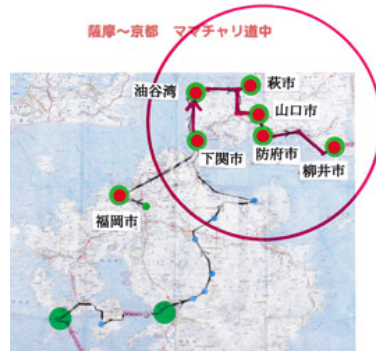 薩摩～京都　ママチャリ道中
油谷湾
萩市
山口市
下関市
防府市
柳井市
福岡市